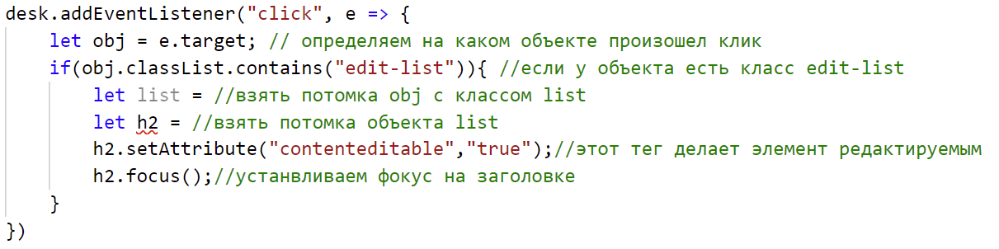 desk.addEventListener("click", e => {
let obj = e.target; // определяем на каком объекте произошел клик
if(obj.classList.contains("edit-list")){ //если у объекта есть класс edit-list
let list = //взять потомка obj с классом list
let h2 = //взять потомка объекта list
h2.setAttribute("contenteditable","true");//этот тег делает элемент редактируемым
h2.focus();//устанвливаем фокус на заголовке
}
})